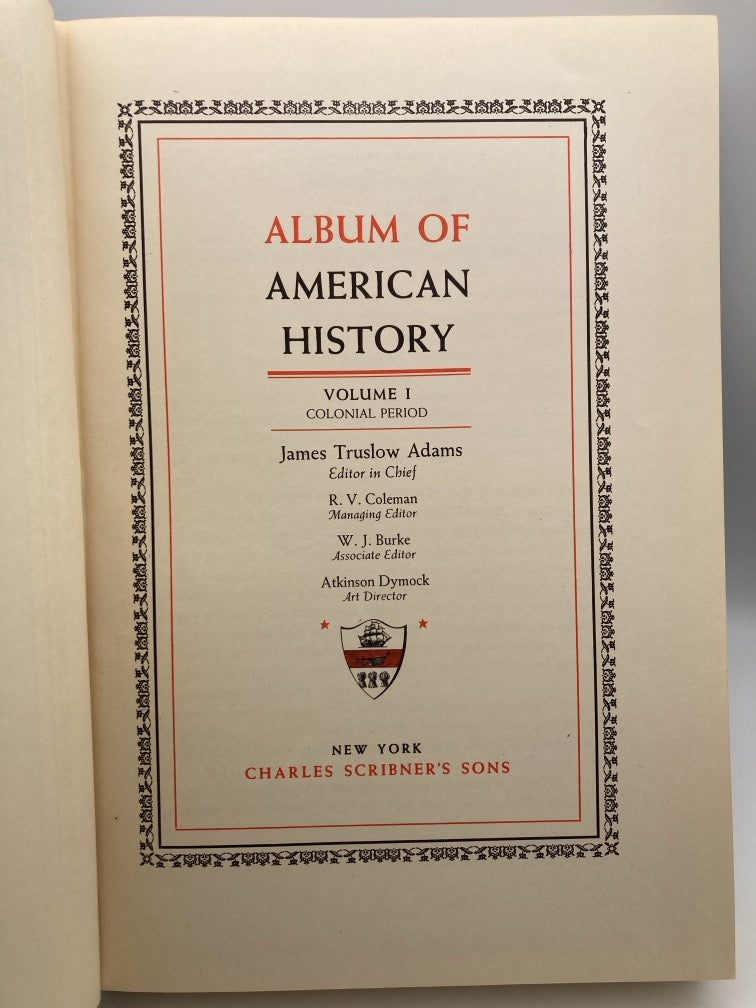 ALBUM OF
AMERICAN
HISTORY
VOLUME I
COLONIAL PERIOD
James Truslow Adams
Editor in Chief
R. V. Coleman
Managing Editor
W. J. Burke
Associate Editor
Atkinson Dymock
Art Director
NEW YORK
CHARLES SCRIBNER'S SONS